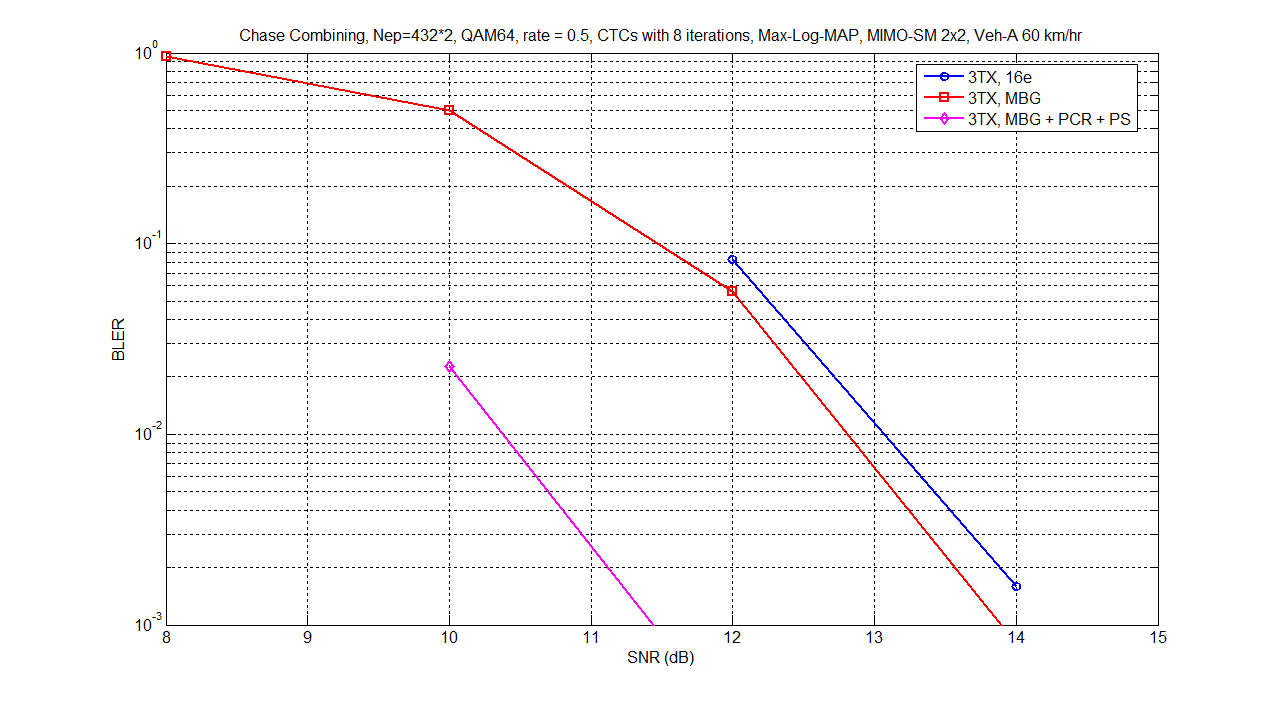 Chase Combining, Nep=432*2, QAM64, rate = 0.5, CTCs with 8 iterations, Max-Log-MAP, MIMO-SM 2x2, Veh-A 60 km/hr
3TX, 16e
3TX, MBG
3TX, MBG + PCR + PS
10^0
10^-1
10^-2
10^-3
BLER
8 9 10 11 12 13 14 15
SNR (dB)